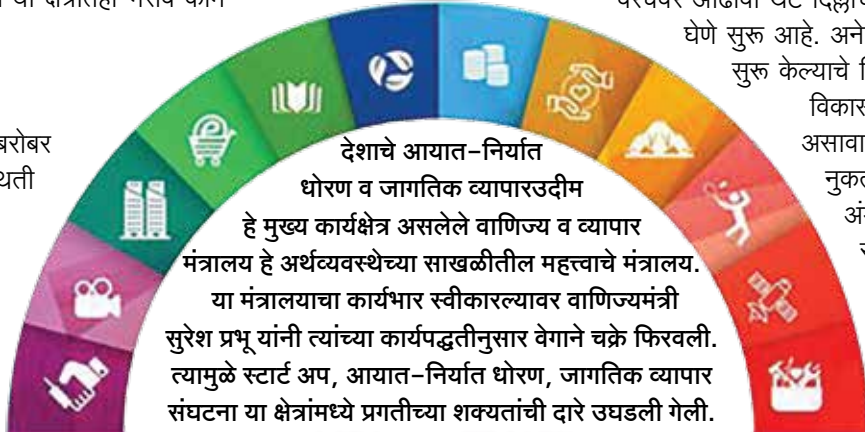 या क्षेत्रातही भरीव काम
बरोबर
थिती
देशाचे आयात–निर्यात
धोरण व जागतिक व्यापारउदीम
हे मुख्य कार्यक्षेत्र असलेले वाणिज्य व व्यापार
मंत्रालय हे अर्थव्यवस्थेच्या साखळीतील महत्त्वाचे मंत्रालय.
या मंत्रालयाचा कार्यभार स्वीकारल्यावर वाणिज्यमंत्री
सुरेश प्रभू यांनी त्यांच्या कार्यपद्धतीनुसार वेगाने चक्रे फिरवली.
त्यामुळे स्टार्ट अप, आयात–निर्यात धोरण, जागतिक व्यापार
संघटना या क्षेत्रांमध्ये प्रगतीच्या शक्यतांची दारे उघडली गेली.
घेणे सुरू आहे. अने
सुरू केल्याचे
विकास
असावा
नुक